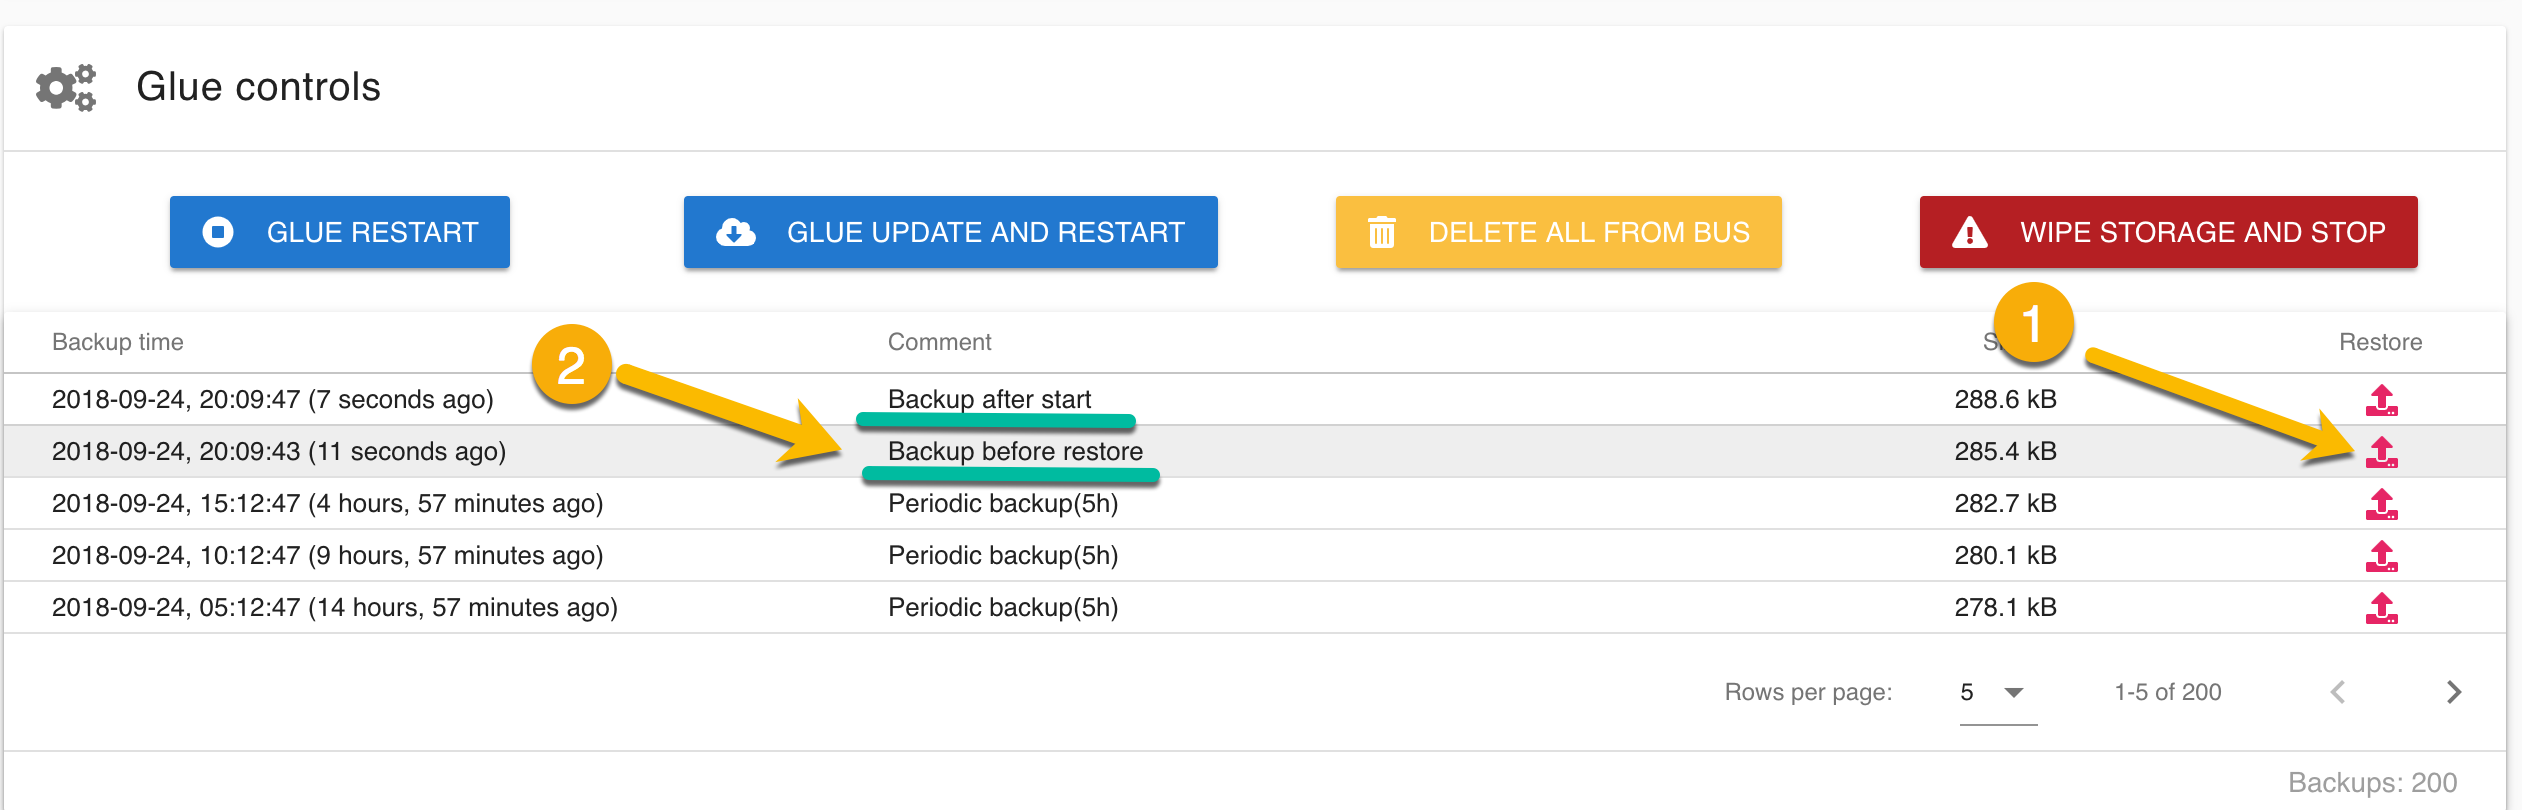 Glue controls
GLUE RESTART
GLUE UPDATE AND RESTART
DELETE ALL FROM BUS
WIPE STORAGE AND STOP
Backup time Comment Restore
2 1
2018-09-24, 20:09:47 (7 seconds ago) Backup after start 288.6 kB
2018-09-24, 20:09:43 (11 seconds ago) Backup before restore 285.4 kB
2018-09-24, 15:12:47 (4 hours, 57 minutes ago) Periodic backup(5h) 282.7 kB
2018-09-24, 10:12:47 (9 hours, 57 minutes ago) Periodic backup(5h) 280.1 kB
2018-09-24, 05:12:47 (14 hours, 57 minutes ago) Periodic backup(5h) 278.1 kB
Rows per page: 5 1-5 of 200
Backups: 200